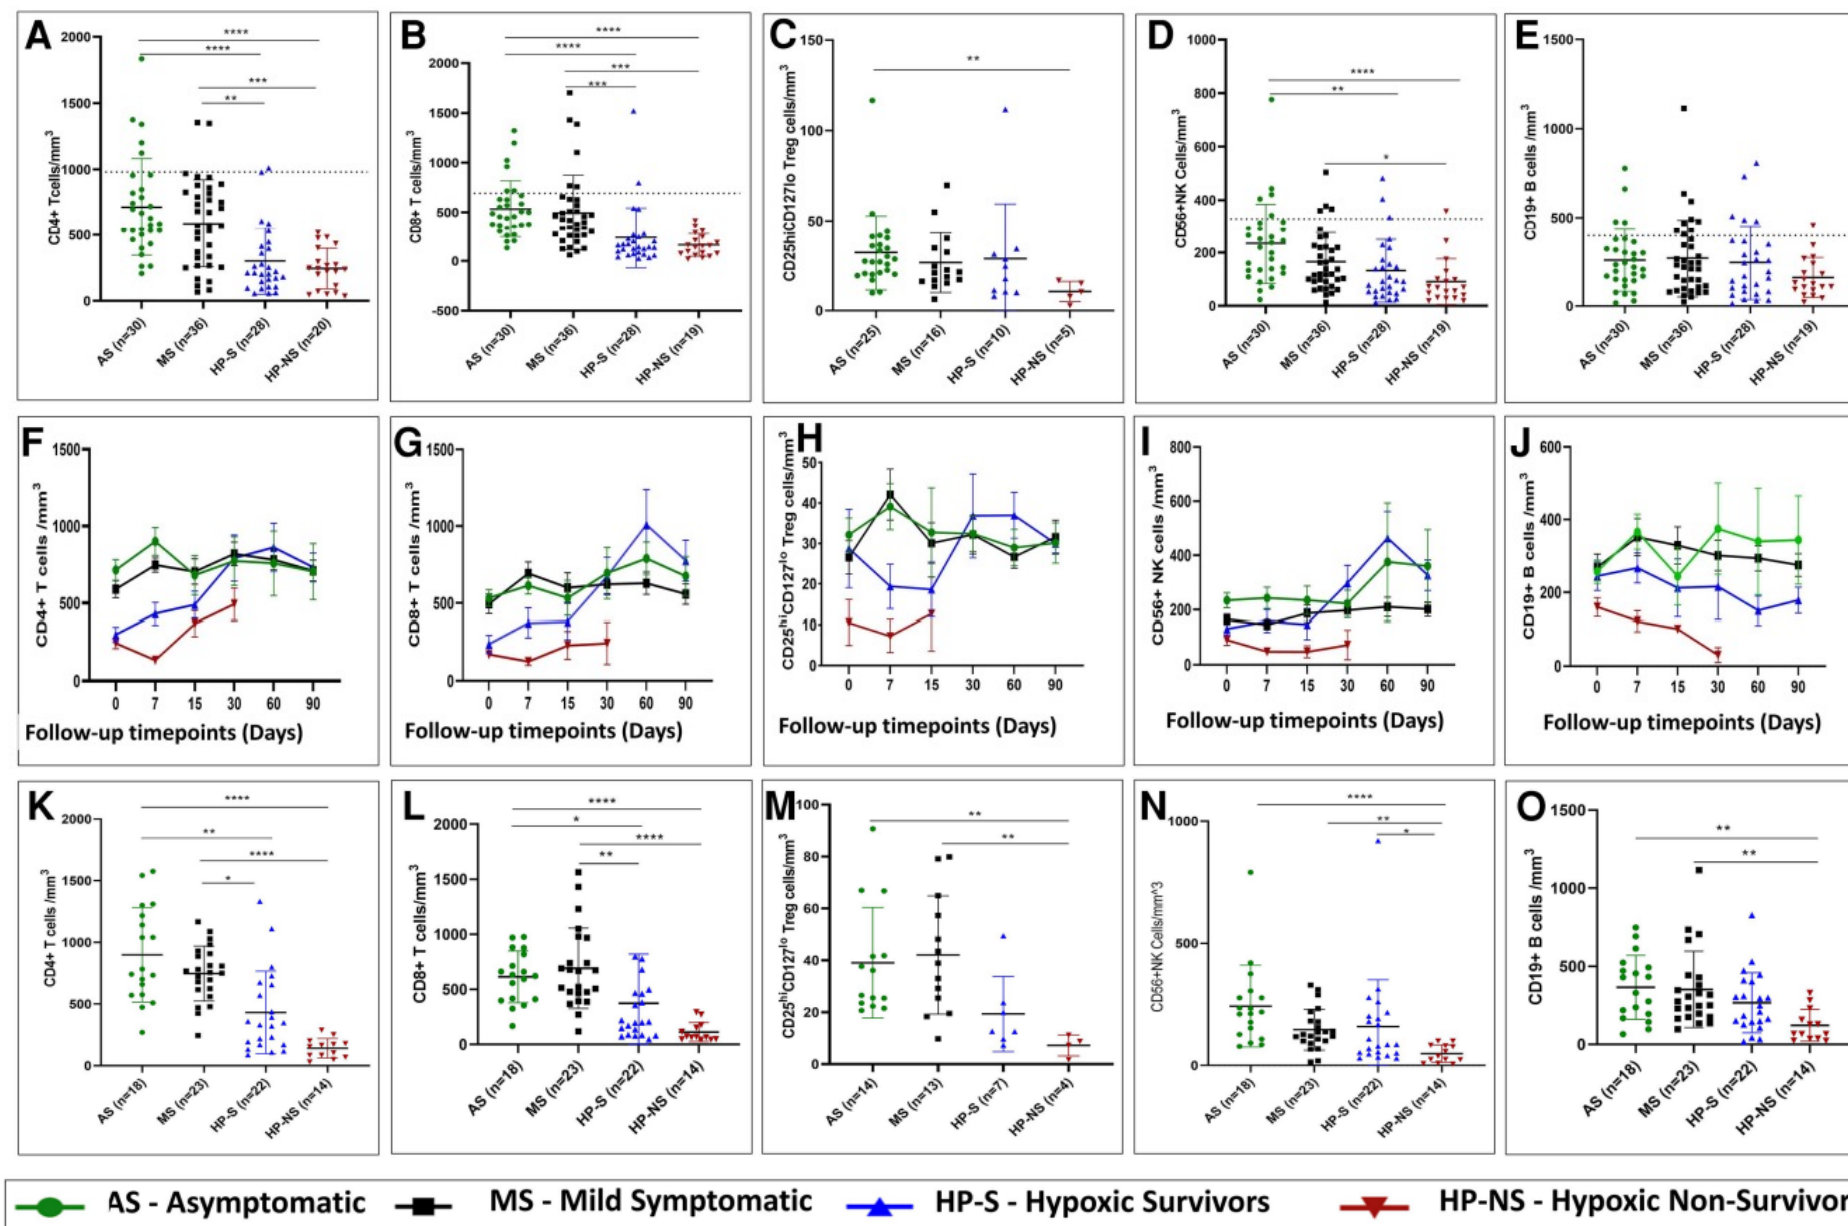 A
CD4+ Tcells/mm3
2000
1500
1000
500
0
****
****
***
**
AS (n=30)
MS (n=36)
HP-S (n=28)
HP-NS (n=20)
B
CD8+ T cells/mm3
2000
1500
1000
500
0
-500
****
****
***
***
AS (n=30)
MS (n=36)
HP-S (n=28)
HP-NS (n=19)
C
CD25hiCD127lo Treg cells/mm3
150
100
50
0
**
AS (n=25)
MS (n=16)
HP-S (n=10)
HP-NS (n=5)
D
CD56+NK Cells/mm3
1000
800
600
400
200
0
****
**
*
AS (n=30)
MS (n=36)
HP-S (n=28)
HP-NS (n=19)
E
CD19+ B cells /mm3
1500
1000
500
0
AS (n=30)
MS (n=36)
HP-S (n=28)
HP-NS (n=19)
F
CD4+ T cells /mm3
1500
1000
500
0
0 7 15 30 60 90
Follow-up timepoints (Days)
G
CD8+ T cells /mm3
1500
1000
500
0
0 7 15 30 60 90
Follow-up timepoints (Days)
H
CD25hiCD127lo Treg cells/mm3
50
40
30
20
10
0
0 7 15 30 60 90
Follow-up timepoints (Days)
I
CD56+ NK cells /mm3
800
600
400
200
0
0 7 15 30 60 90
Follow-up timepoints (Days)
J
CD19+ B cells /mm3
600
400
200
0
0 7 15 30 60 90
Follow-up timepoints (Days)
K
CD4+ T cells /mm3
2000
1500
1000
500
0
****
**
****
*
AS (n=18)
MS (n=23)
HP-S (n=22)
HP-NS (n=14)
L
CD8+ T cells/mm3
2000
1500
1000
500
0
****
*
****
**
AS (n=18)
MS (n=23)
HP-S (n=22)
HP-NS (n=14)
M
CD25hiCD127lo Treg cells/mm3
100
80
60
40
20
0
**
**
AS (n=14)
MS (n=13)
HP-S (n=7)
HP-NS (n=4)
N
CD56+NK Cells/mm^3
1000
500
0
****
**
*
AS (n=18)
MS (n=23)
HP-S (n=22)
HP-NS (n=14)
O
CD19+ B cells /mm3
1500
1000
500
0
**
**
AS (n=18)
MS (n=23)
HP-S (n=22)
HP-NS (n=14)
AS - Asymptomatic MS - Mild Symptomatic HP-S - Hypoxic Survivors HP-NS - Hypoxic Non-Survivor